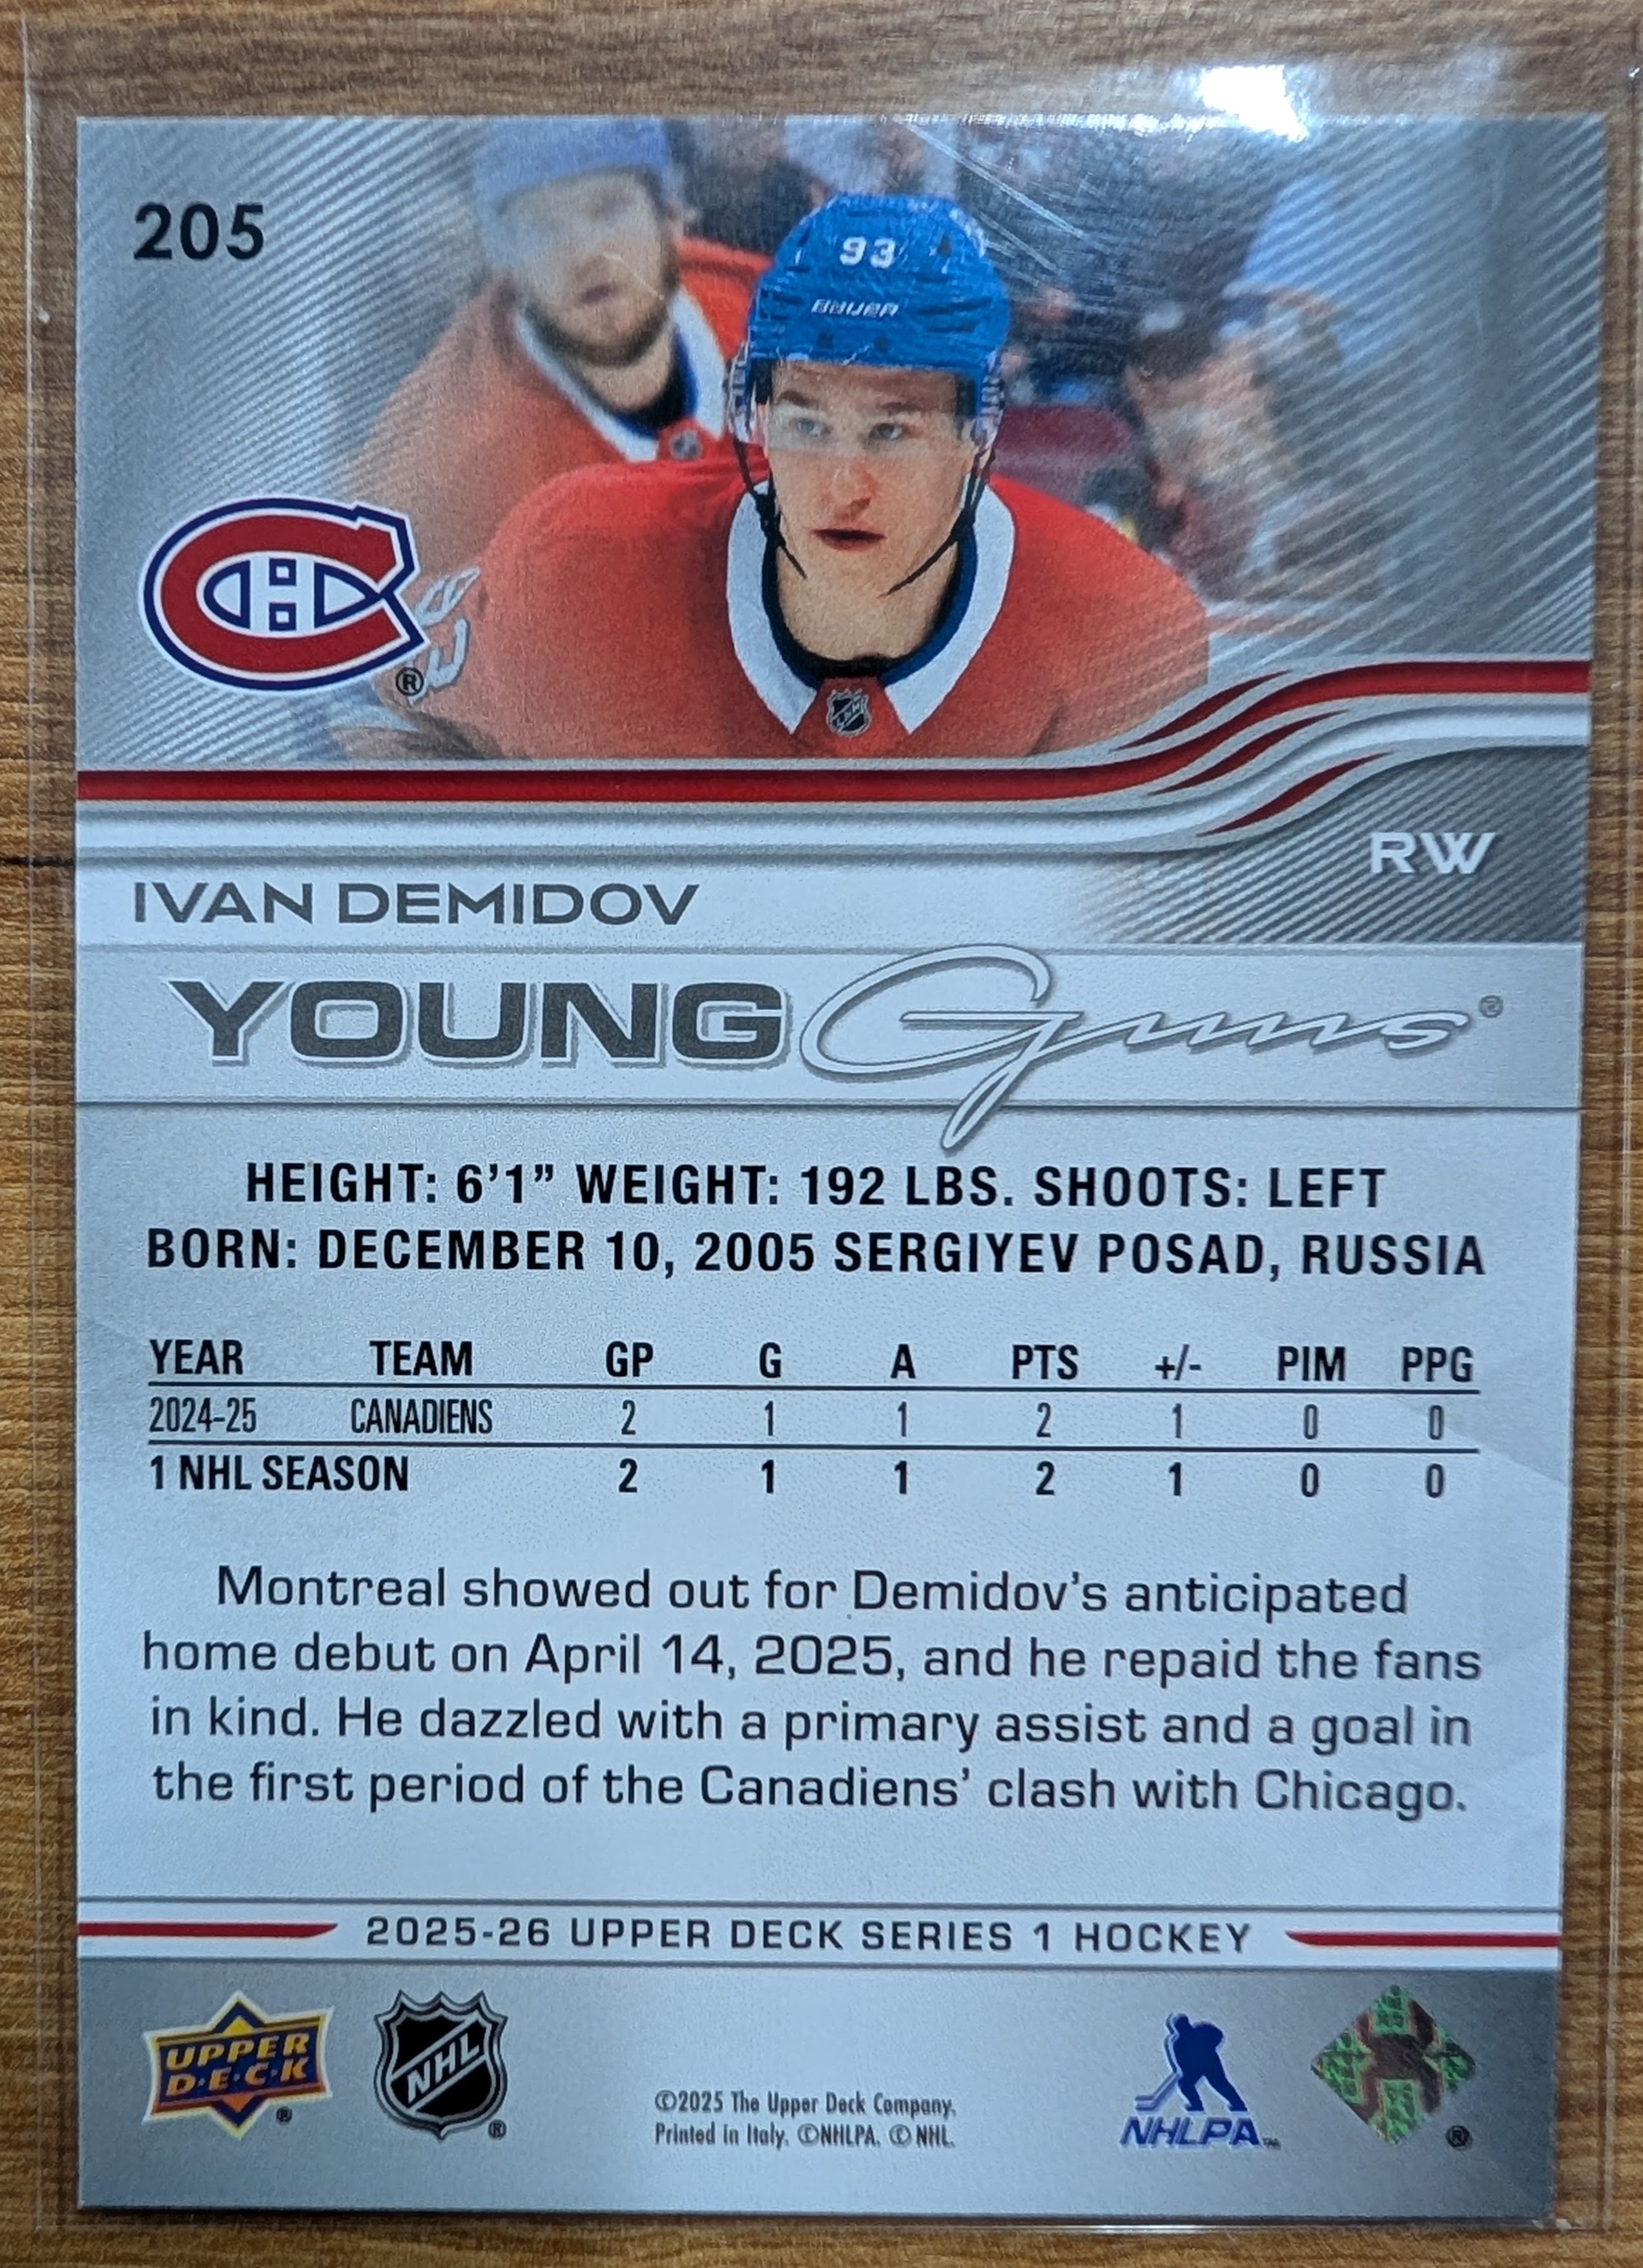 205
93
BAUER
®
RW
IVAN DEMIDOV
YOUNG Guns®
HEIGHT: 6'1" WEIGHT: 192 LBS. SHOOTS: LEFT
BORN: DECEMBER 10, 2005 SERGIYEV POSAD, RUSSIA
YEAR TEAM GP G A PTS +/- PIM PPG
2024-25 CANADIENS 2 1 1 2 1 0 0
1 NHL SEASON 2 1 1 2 1 0 0
Montreal showed out for Demidov's anticipated
home debut on April 14, 2025, and he repaid the fans
in kind. He dazzled with a primary assist and a goal in
the first period of the Canadiens' clash with Chicago.
2025-26 UPPER DECK SERIES 1 HOCKEY
UPPER
D·E·C·K
®
NHL
®
©2025 The Upper Deck Company.
Printed in Italy. ©NHLPA. © NHL.
NHLPA™
®